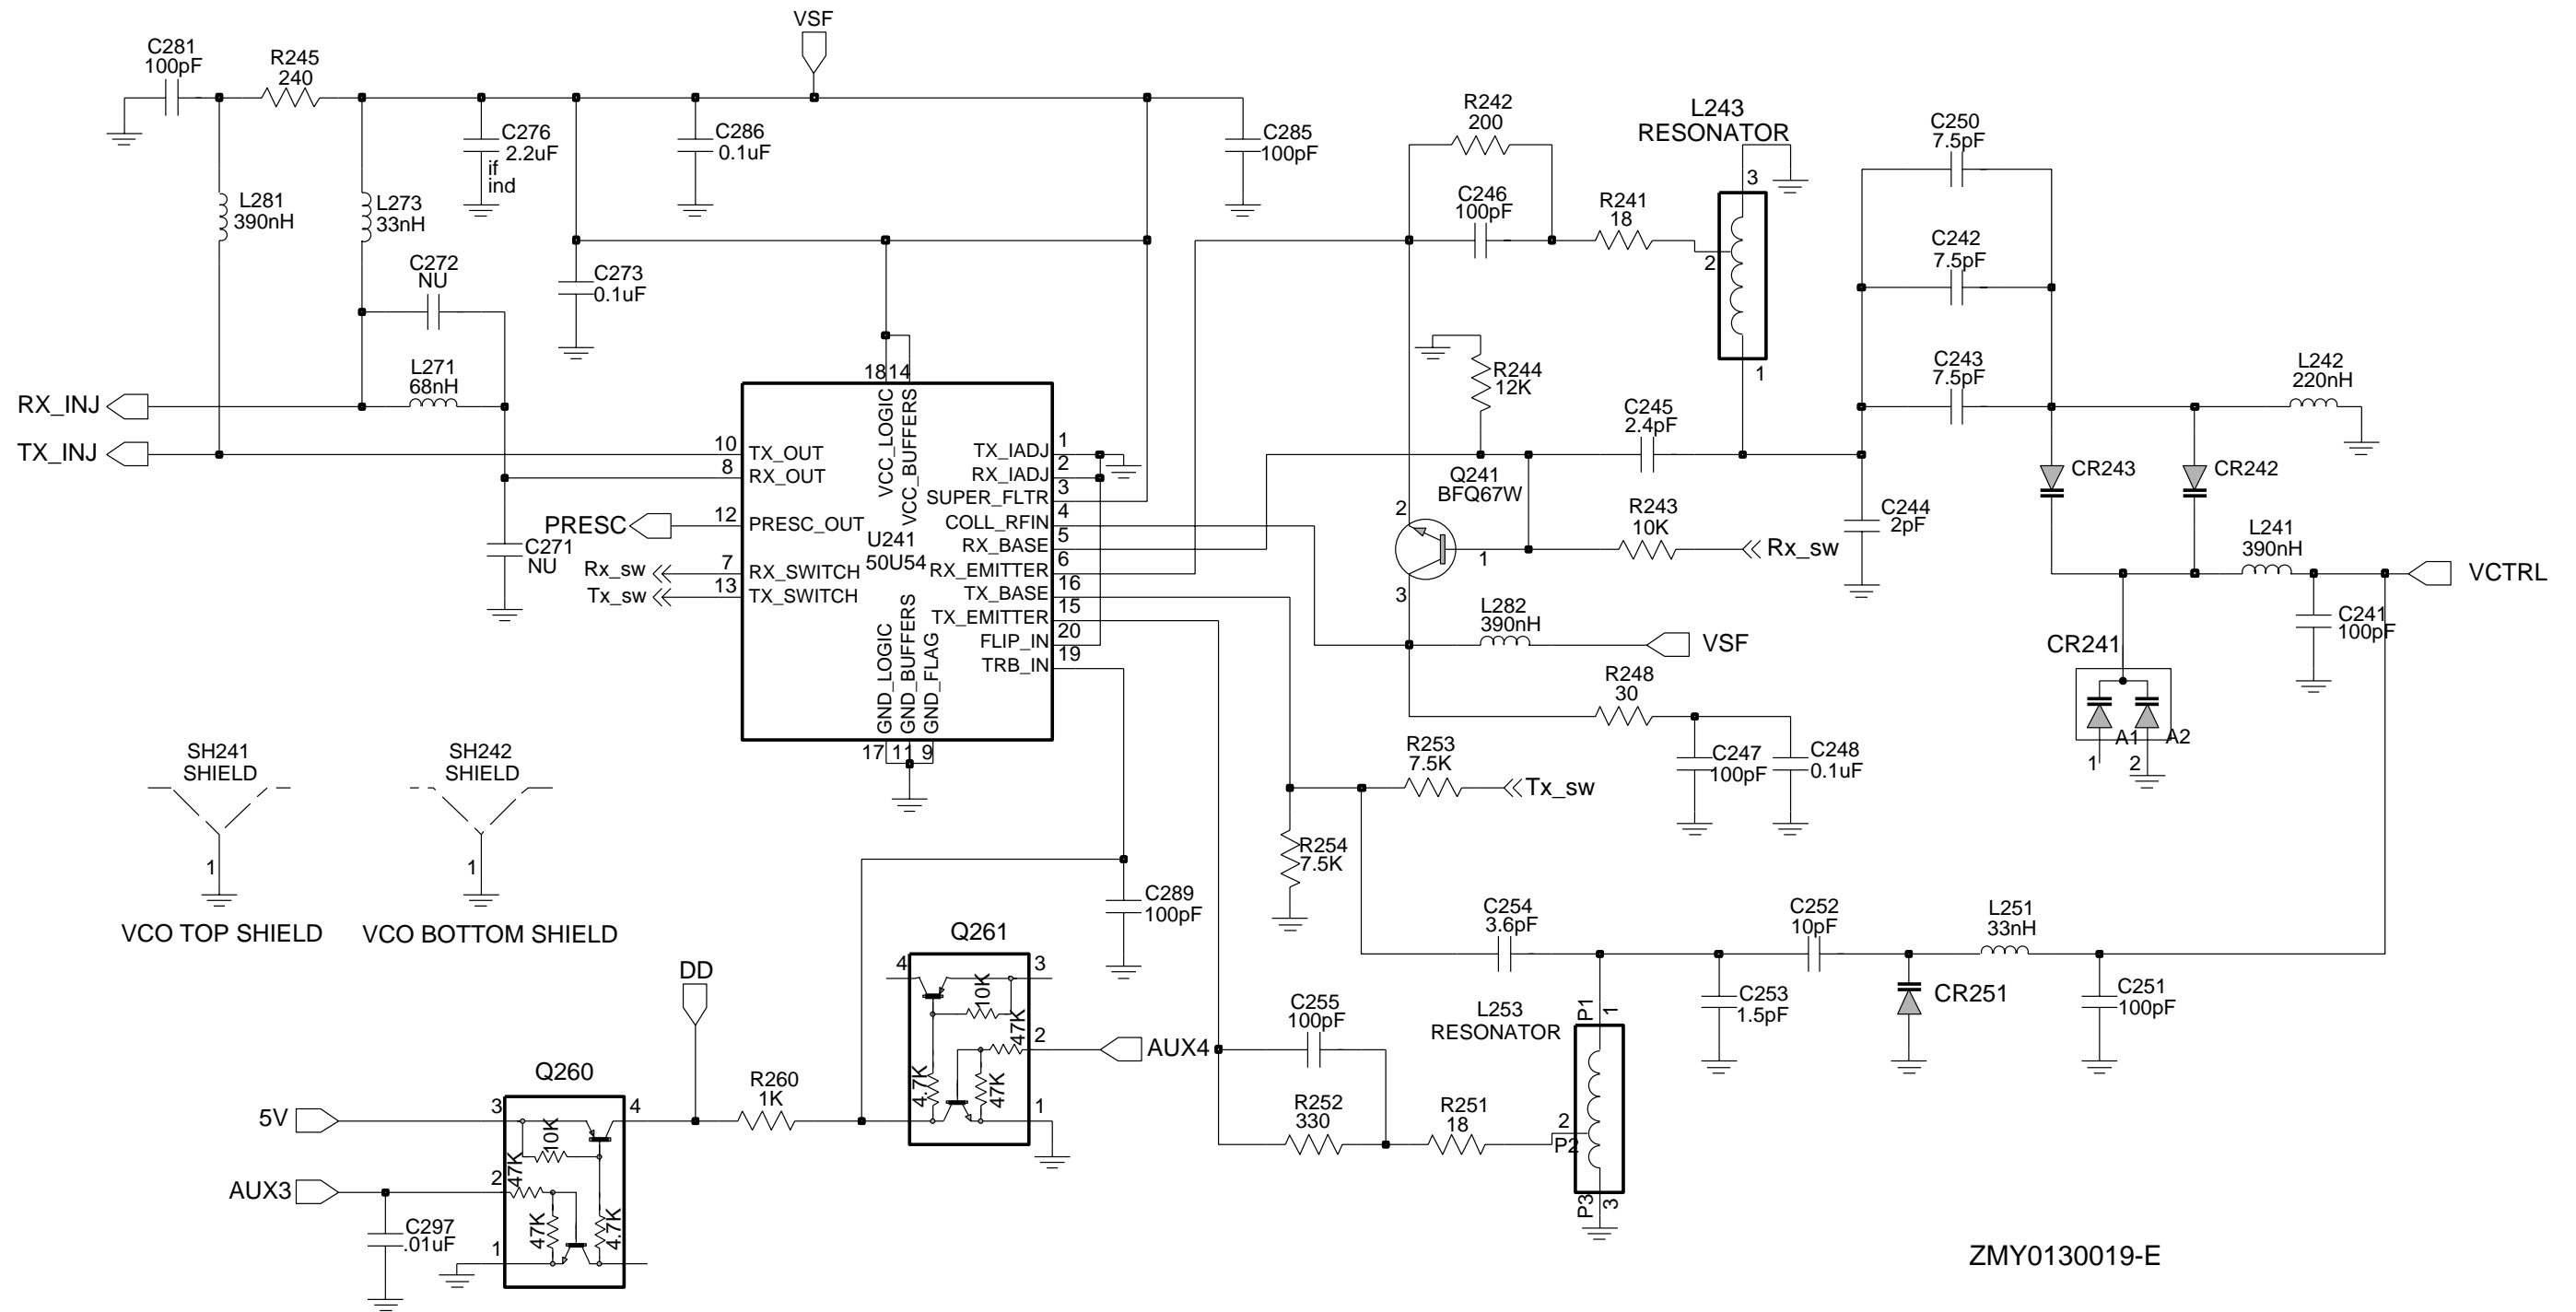 VSF
C281
100pF
R245
240
C276
2.2uF
if
ind
C286
0.1uF
C285
100pF
L281
390nH
L273
33nH
C272
NU
C273
0.1uF
L271
68nH
RX_INJ
TX_INJ
C271
NU
PRESC
Rx_sw
Tx_sw
10
8
12
7
13
18
14
TX_OUT
RX_OUT
PRESC_OUT
RX_SWITCH
TX_SWITCH
VCC_LOGIC
VCC_BUFFERS
U241
50U54
GND_LOGIC
GND_BUFFERS
GND_FLAG
17
11
9
TX_IADJ
RX_IADJ
SUPER_FLTR
COLL_RFIN
RX_BASE
RX_EMITTER
TX_BASE
TX_EMITTER
FLIP_IN
TRB_IN
1
2
3
4
5
6
16
15
20
19
R242
200
C246
100pF
R241
18
L243
RESONATOR
3
2
1
R244
12K
C245
2.4pF
Q241
BFQ67W
2
1
3
R243
10K
Rx_sw
L282
390nH
VSF
R248
30
C247
100pF
C248
0.1uF
C250
7.5pF
C242
7.5pF
C243
7.5pF
C244
2pF
L242
220nH
CR243
CR242
L241
390nH
VCTRL
C241
100pF
CR241
A1
A2
1
2
R253
7.5K
Tx_sw
R254
7.5K
C254
3.6pF
C252
10pF
L251
33nH
C253
1.5pF
CR251
C251
100pF
L253
RESONATOR
P1
1
2
P2
P3
3
C255
100pF
R252
330
R251
18
SH241
SHIELD
1
VCO TOP SHIELD
SH242
SHIELD
1
VCO BOTTOM SHIELD
C289
100pF
Q261
4
3
10K
47K
2
AUX4
4.7K
47K
1
DD
R260
1K
Q260
5V
3
4
10K
47K
AUX3
2
47K
4.7K
1
C297
.01uF
ZMY0130019-E